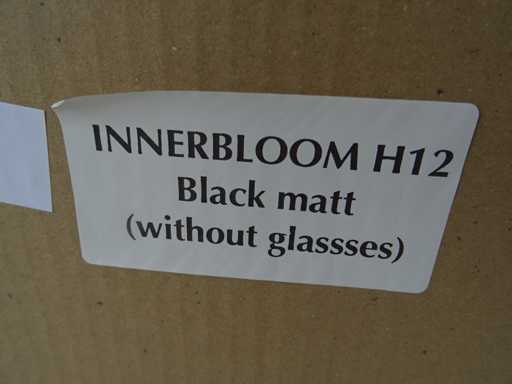 INNERBLOOM H12
Black matt
(without glassses)